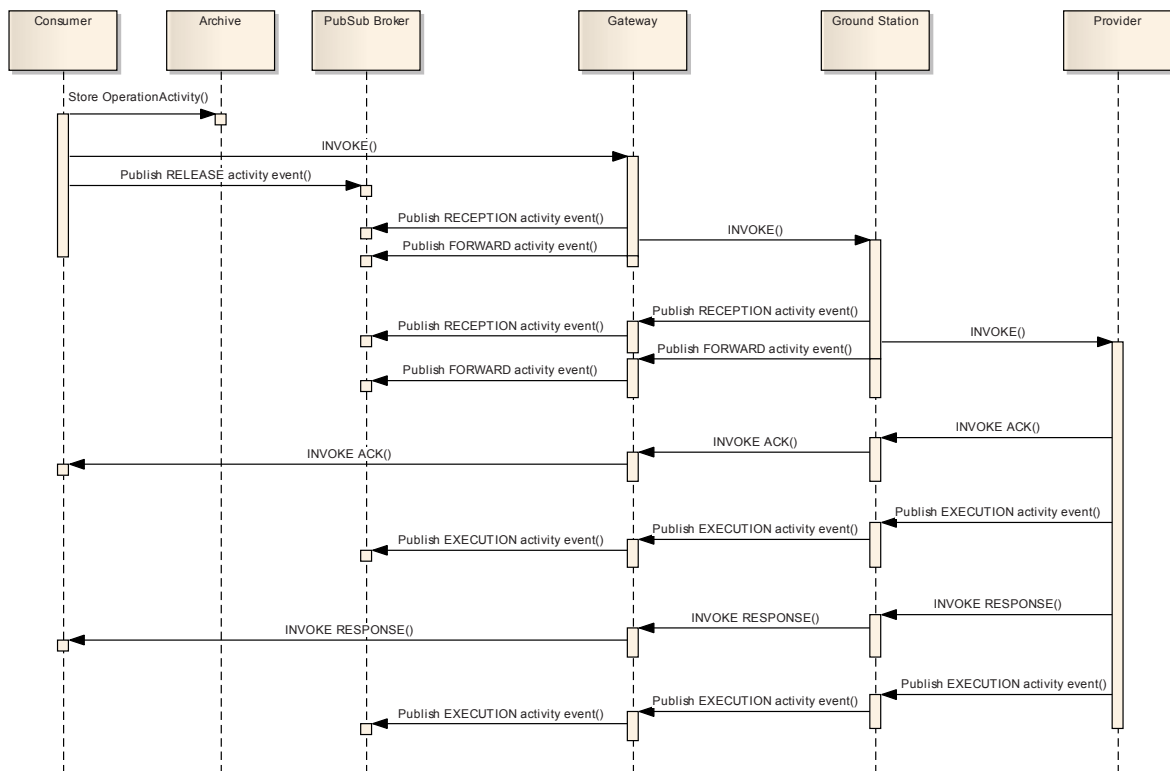 Consumer
Archive
PubSub Broker
Gateway
Ground Station
Provider
Store OperationActivity()
INVOKE()
Publish RELEASE activity event()
Publish RECEPTION activity event()
INVOKE()
Publish FORWARD activity event()
Publish RECEPTION activity event()
Publish RECEPTION activity event()
INVOKE()
Publish FORWARD activity event()
Publish FORWARD activity event()
INVOKE ACK()
INVOKE ACK()
INVOKE ACK()
Publish EXECUTION activity event()
Publish EXECUTION activity event()
Publish EXECUTION activity event()
INVOKE RESPONSE()
INVOKE RESPONSE()
INVOKE RESPONSE()
Publish EXECUTION activity event()
Publish EXECUTION activity event()
Publish EXECUTION activity event()